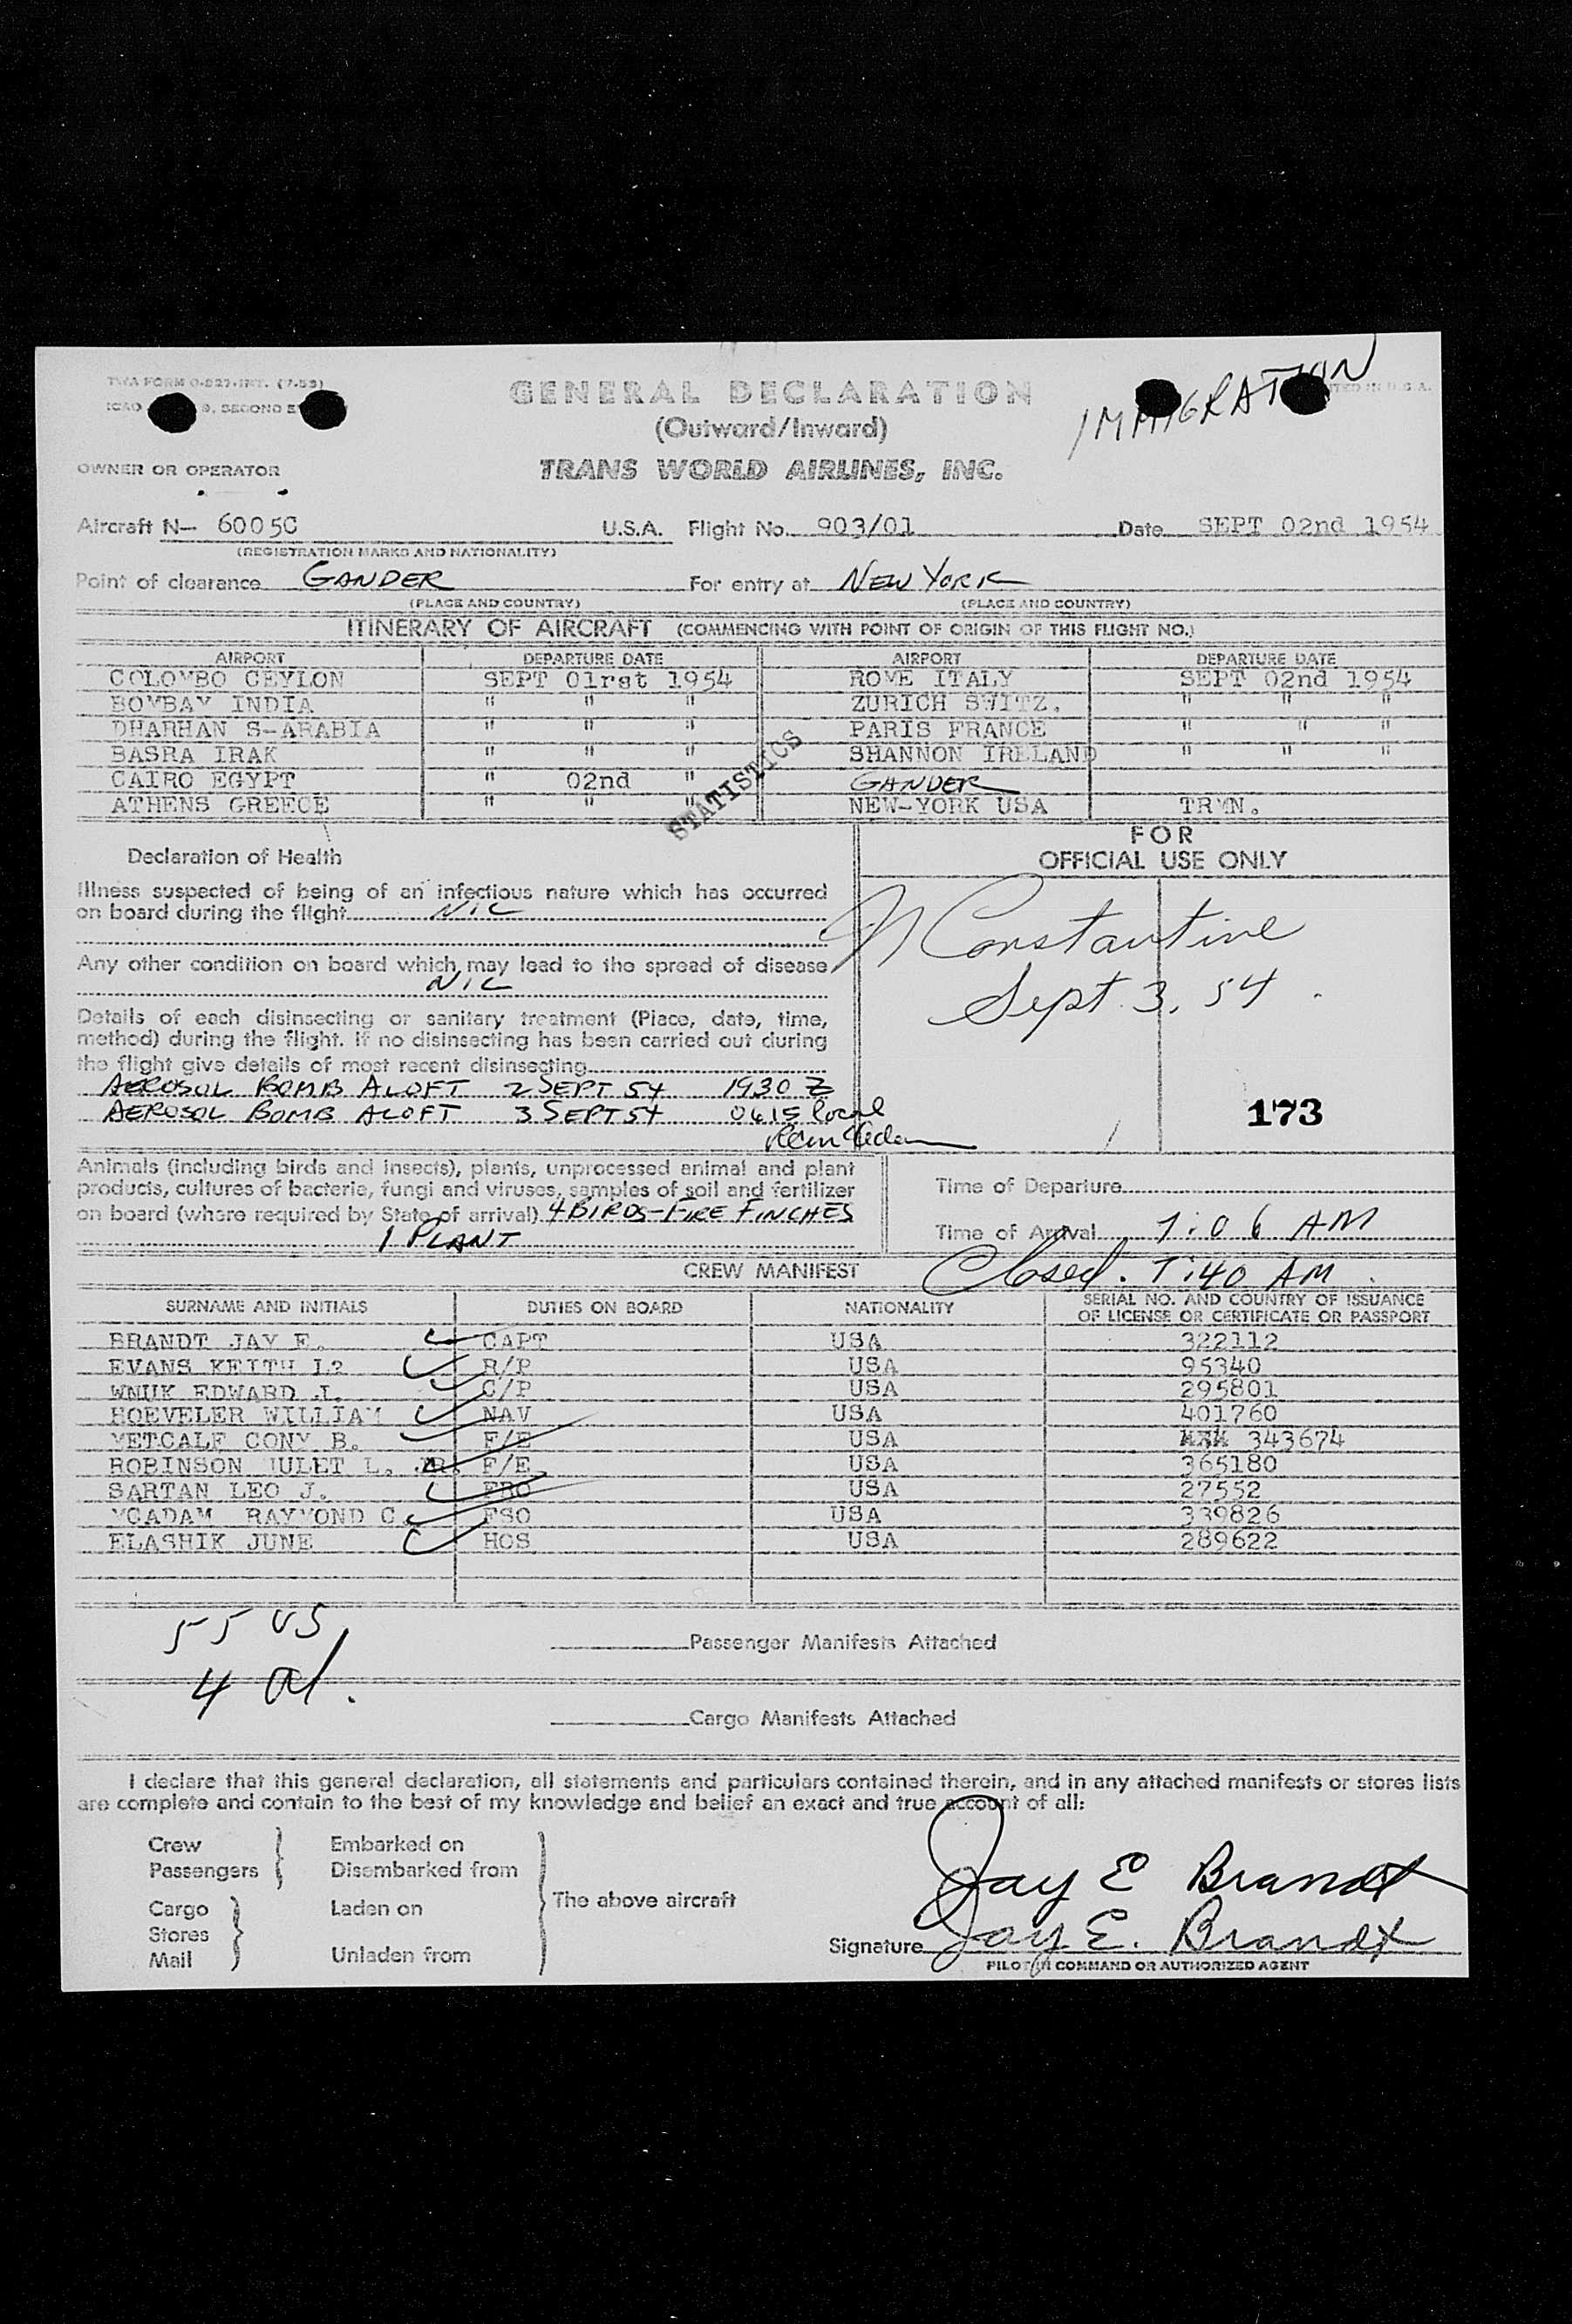 TWA FORM O-827-INT. (7-53)
GENERAL DECLARATION
IMMIGRATION
(Outward/Inward)
OWNER OR OPERATOR
TRANS WORLD AIRLINES, INC.
Aircraft N- 6005C U.S.A. Flight No. 903/01 Date SEPT 02nd 1954
(REGISTRATION MARKS AND NATIONALITY)
Point of clearance GANDER For entry at NEW YORK
(PLACE AND COUNTRY) (PLACE AND COUNTRY)
ITINERARY OF AIRCRAFT (COMMENCING WITH POINT OF ORIGIN OF THIS FLIGHT NO.)
AIRPORT DEPARTURE DATE AIRPORT DEPARTURE DATE
COLOMBO CEYLON SEPT 01rst 1954 ROME ITALY SEPT 02nd 1954
BOMBAY INDIA " " " ZURICH SWITZ. " " "
DHARHAN S-ARABIA " " " PARIS FRANCE " " "
BASRA IRAK " " " SHANNON IRELAND " " "
CAIRO EGYPT " 02nd " GANDER
ATHENS GREECE " " " NEW-YORK USA TRMN.
STATISTICS
Declaration of Health
FOR
OFFICIAL USE ONLY
Illness suspected of being of an infectious nature which has occurred
on board during the flight NIL
Any other condition on board which may lead to the spread of disease
NIL
Details of each disinsecting or sanitary treatment (Place, date, time,
method) during the flight. If no disinsecting has been carried out during
the flight give details of most recent disinsecting
AEROSOL BOMB ALOFT 2 SEPT 54 1930 Z
AEROSOL BOMB ALOFT 3 SEPT 54 0615 local
N Constantine
Sept. 3, 54
173
Animals (including birds and insects), plants, unprocessed animal and plant
products, cultures of bacteria, fungi and viruses, samples of soil and fertilizer
on board (where required by State of arrival) 4 BIRDS-FIRE FINCHES
1 PLANT
Time of Departure
Time of Arrival 7:06 AM
Closed. 7:40 AM
CREW MANIFEST
SURNAME AND INITIALS DUTIES ON BOARD NATIONALITY SERIAL NO. AND COUNTRY OF ISSUANCE
OF LICENSE OR CERTIFICATE OR PASSPORT
BRANDT JAY E. CAPT USA 322112
EVANS KEITH R/P USA 95340
WNUK EDWARD J. C/P USA 295801
HOEVELER WILLIAM NAV USA 401760
METCALF CONY B. F/E USA 343674
ROBINSON JULET L. JR. F/E USA 365180
SARTAN LEO J. FRO USA 27552
MCADAM RAYMOND C. FSO USA 339826
ELASHIK JUNE HOS USA 289622
55 US
4 al.
Passenger Manifests Attached
Cargo Manifests Attached
I declare that this general declaration, all statements and particulars contained therein, and in any attached manifests or stores lists
are complete and contain to the best of my knowledge and belief an exact and true account of all:
Crew Embarked on
Passengers Disembarked from
Cargo Laden on The above aircraft
Stores
Mail Unladen from
Jay E Brandt
Signature Jay E. Brandt
PILOT IN COMMAND OR AUTHORIZED AGENT